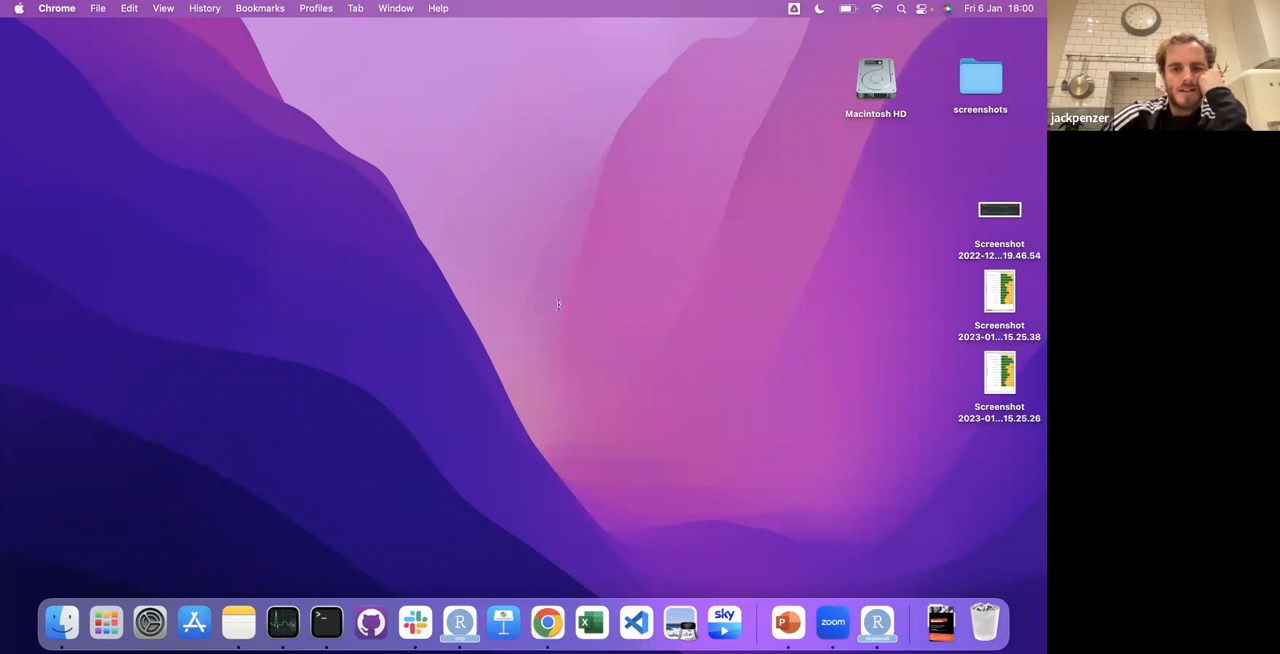 Chrome File Edit View History Bookmarks Profiles Tab Window Help Fri 6 Jan 18:00
Macintosh HD
screenshots
jackpenzer
Screenshot
2022-12...19.46.54
Screenshot
2023-01...15.25.38
Screenshot
2023-01...15.25.26
sky
zoom